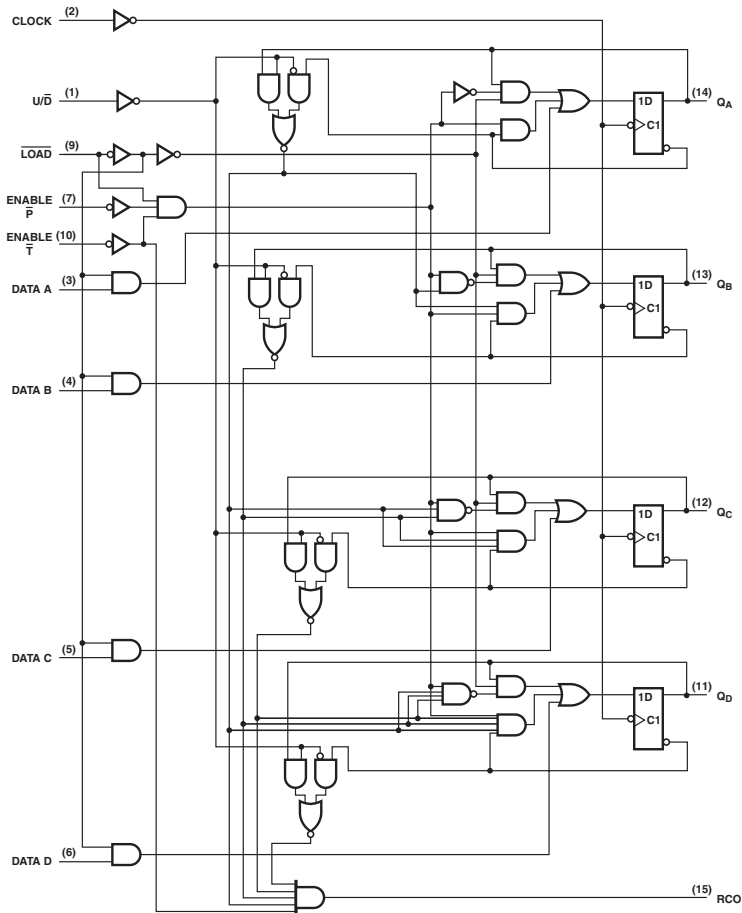 CLOCK (2)
U/D̅ (1)
L̅O̅A̅D̅ (9)
ENABLE (7)
P̅
ENABLE (10)
T̅
(3)
DATA A
(4)
DATA B
(5)
DATA C
(6)
DATA D
1D
C1
(14)
QA
1D
C1
(13)
QB
1D
C1
(12)
QC
1D
C1
(11)
QD
(15)
RCO